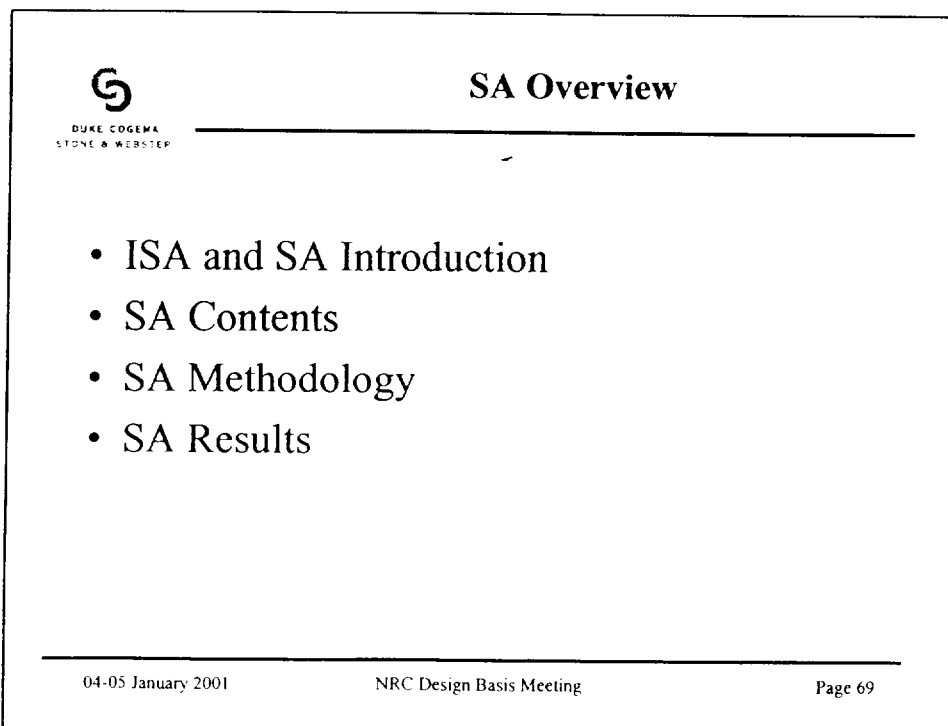 SA Overview
DUKE COGEMA
STONE & WEBSTER
• ISA and SA Introduction
• SA Contents
• SA Methodology
• SA Results
04-05 January 2001 NRC Design Basis Meeting Page 69